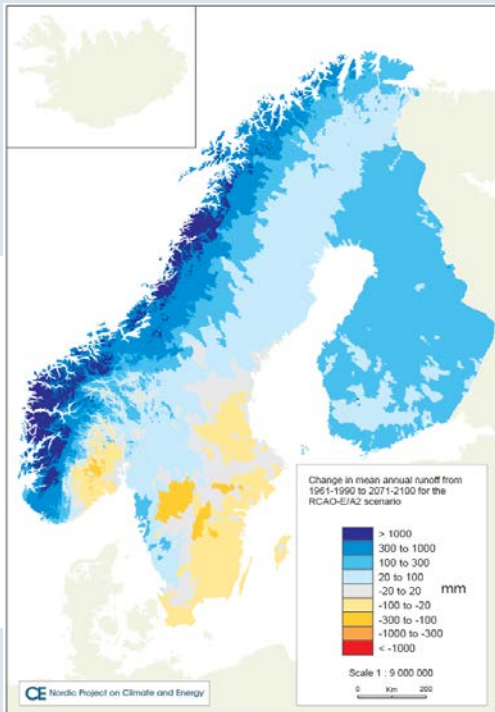 Change in mean annual runoff from
1961-1990 to 2071-2100 for the
RCAO-E/A2 scenario
> 1000
300 to 1000
100 to 300
20 to 100
-20 to 20
-100 to -20
-300 to -100
-1000 to -300
< -1000
mm
Scale 1 : 9 000 000
0 Km 200
CE Nordic Project on Climate and Energy